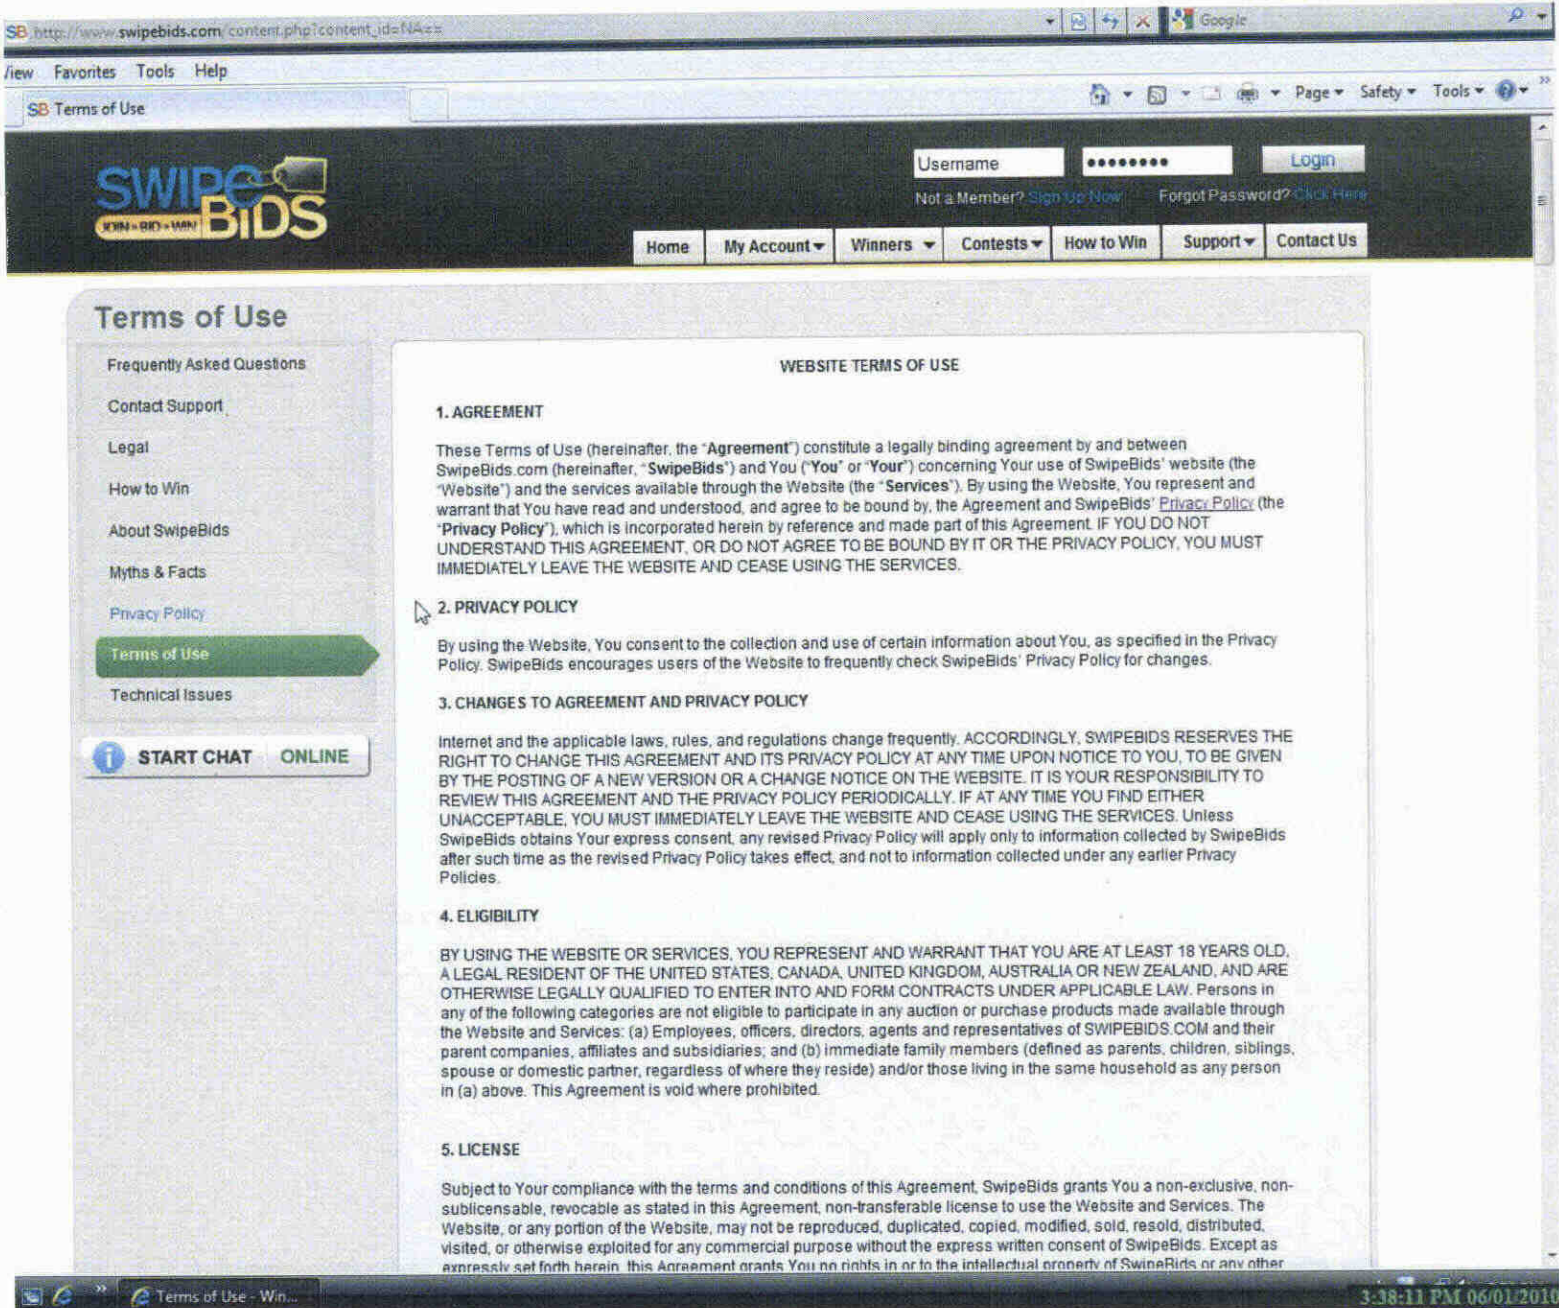 SB http://www.swipebids.com/content.php?content_id=NA==
Google
View Favorites Tools Help
SB Terms of Use
Page Safety Tools
SWIPE BIDS
JOIN • BID • WIN
Username
Login
Not a Member? Sign Up Now Forgot Password? Click Here
Home My Account Winners Contests How to Win Support Contact Us
Terms of Use
Frequently Asked Questions
Contact Support
Legal
How to Win
About SwipeBids
Myths & Facts
Privacy Policy
Terms of Use
Technical Issues
START CHAT ONLINE
WEBSITE TERMS OF USE
1. AGREEMENT
These Terms of Use (hereinafter, the "Agreement") constitute a legally binding agreement by and between
SwipeBids.com (hereinafter, "SwipeBids") and You ("You" or "Your") concerning Your use of SwipeBids' website (the
"Website") and the services available through the Website (the "Services"). By using the Website, You represent and
warrant that You have read and understood, and agree to be bound by, the Agreement and SwipeBids' Privacy Policy (the
"Privacy Policy"), which is incorporated herein by reference and made part of this Agreement. IF YOU DO NOT
UNDERSTAND THIS AGREEMENT, OR DO NOT AGREE TO BE BOUND BY IT OR THE PRIVACY POLICY, YOU MUST
IMMEDIATELY LEAVE THE WEBSITE AND CEASE USING THE SERVICES.
2. PRIVACY POLICY
By using the Website, You consent to the collection and use of certain information about You, as specified in the Privacy
Policy. SwipeBids encourages users of the Website to frequently check SwipeBids' Privacy Policy for changes.
3. CHANGES TO AGREEMENT AND PRIVACY POLICY
Internet and the applicable laws, rules, and regulations change frequently. ACCORDINGLY, SWIPEBIDS RESERVES THE
RIGHT TO CHANGE THIS AGREEMENT AND ITS PRIVACY POLICY AT ANY TIME UPON NOTICE TO YOU, TO BE GIVEN
BY THE POSTING OF A NEW VERSION OR A CHANGE NOTICE ON THE WEBSITE. IT IS YOUR RESPONSIBILITY TO
REVIEW THIS AGREEMENT AND THE PRIVACY POLICY PERIODICALLY. IF AT ANY TIME YOU FIND EITHER
UNACCEPTABLE, YOU MUST IMMEDIATELY LEAVE THE WEBSITE AND CEASE USING THE SERVICES. Unless
SwipeBids obtains Your express consent, any revised Privacy Policy will apply only to information collected by SwipeBids
after such time as the revised Privacy Policy takes effect, and not to information collected under any earlier Privacy
Policies.
4. ELIGIBILITY
BY USING THE WEBSITE OR SERVICES, YOU REPRESENT AND WARRANT THAT YOU ARE AT LEAST 18 YEARS OLD,
A LEGAL RESIDENT OF THE UNITED STATES, CANADA, UNITED KINGDOM, AUSTRALIA OR NEW ZEALAND, AND ARE
OTHERWISE LEGALLY QUALIFIED TO ENTER INTO AND FORM CONTRACTS UNDER APPLICABLE LAW. Persons in
any of the following categories are not eligible to participate in any auction or purchase products made available through
the Website and Services: (a) Employees, officers, directors, agents and representatives of SWIPEBIDS.COM and their
parent companies, affiliates and subsidiaries; and (b) immediate family members (defined as parents, children, siblings,
spouse or domestic partner, regardless of where they reside) and/or those living in the same household as any person
in (a) above. This Agreement is void where prohibited.
5. LICENSE
Subject to Your compliance with the terms and conditions of this Agreement, SwipeBids grants You a non-exclusive, non-
sublicensable, revocable as stated in this Agreement, non-transferable license to use the Website and Services. The
Website, or any portion of the Website, may not be reproduced, duplicated, copied, modified, sold, resold, distributed,
visited, or otherwise exploited for any commercial purpose without the express written consent of SwipeBids. Except as
expressly set forth herein, this Agreement grants You no rights in or to the intellectual property of SwipeBids or any other
Terms of Use - Win...
3:38:11 PM 06/01/2010